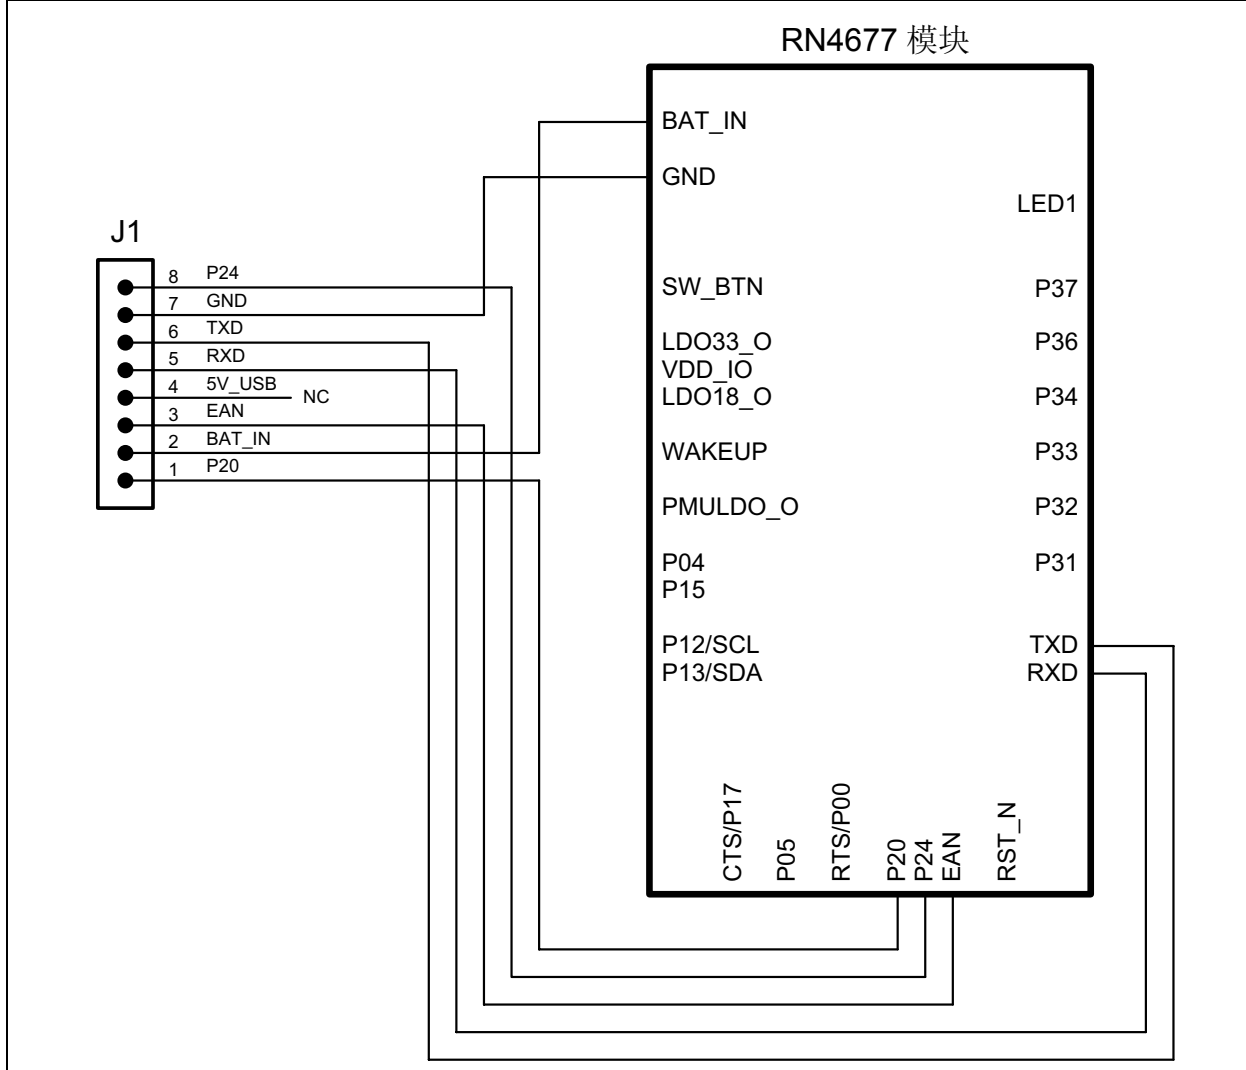 RN4677 模块
BAT_IN
GND
LED1
J1
8 P24
7 GND
6 TXD
5 RXD
4 5V_USB NC
3 EAN
2 BAT_IN
1 P20
SW_BTN P37
LDO33_O P36
VDD_IO
LDO18_O P34
WAKEUP P33
PMULDO_O P32
P04 P31
P15
P12/SCL TXD
P13/SDA RXD
CTS/P17
P05
RTS/P00
P20
P24
EAN
RST_N